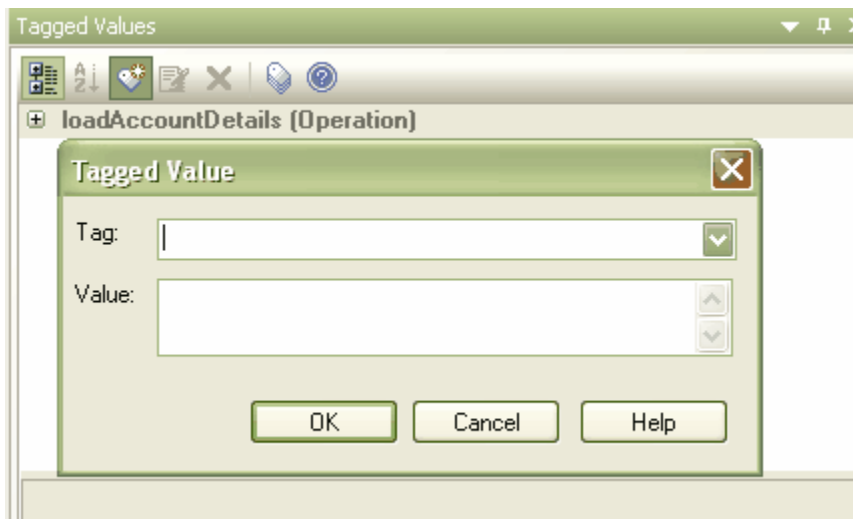 Tagged Values
loadAccountDetails (Operation)
Tagged Value
Tag:
Value:
OK Cancel Help